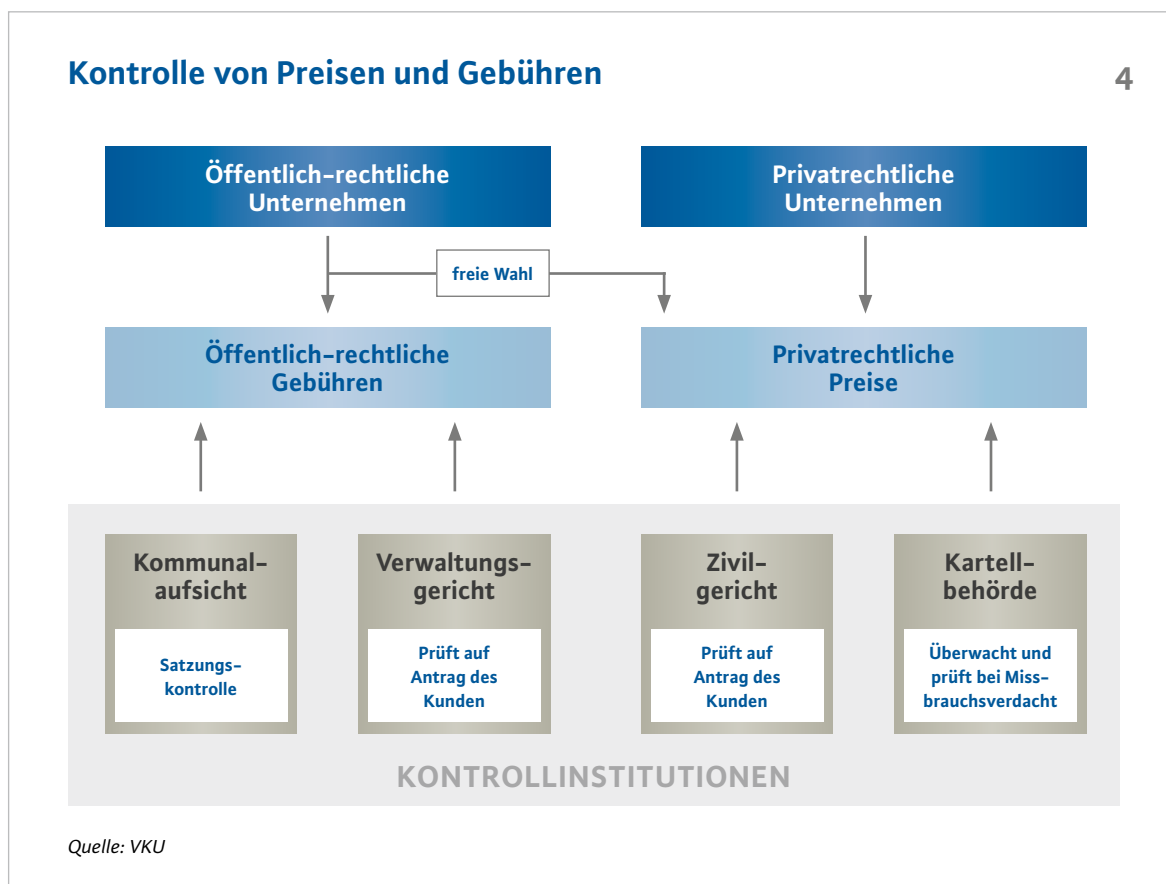 Kontrolle von Preisen und Gebühren
4
Öffentlich-rechtliche
Unternehmen
Privatrechtliche
Unternehmen
freie Wahl
Öffentlich-rechtliche
Gebühren
Privatrechtliche
Preise
Kommunal-
aufsicht
Satzungs-
kontrolle
Verwaltungs-
gericht
Prüft auf
Antrag des
Kunden
Zivil-
gericht
Prüft auf
Antrag des
Kunden
Kartell-
behörde
Überwacht und
prüft bei Miss-
brauchsverdacht
KONTROLLINSTITUTIONEN
Quelle: VKU